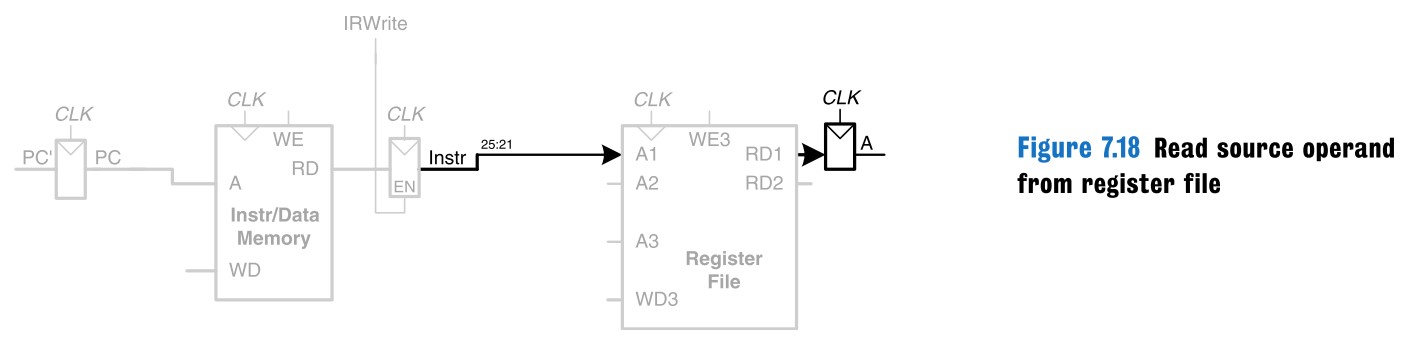 IRWrite
CLK
CLK
CLK
CLK
CLK
PC'
PC
WE
RD
A
Instr/Data
Memory
WD
EN
Instr
25:21
A1
A2
A3
WD3
WE3
RD1
RD2
Register
File
A
Figure 7.18 Read source operand
from register file